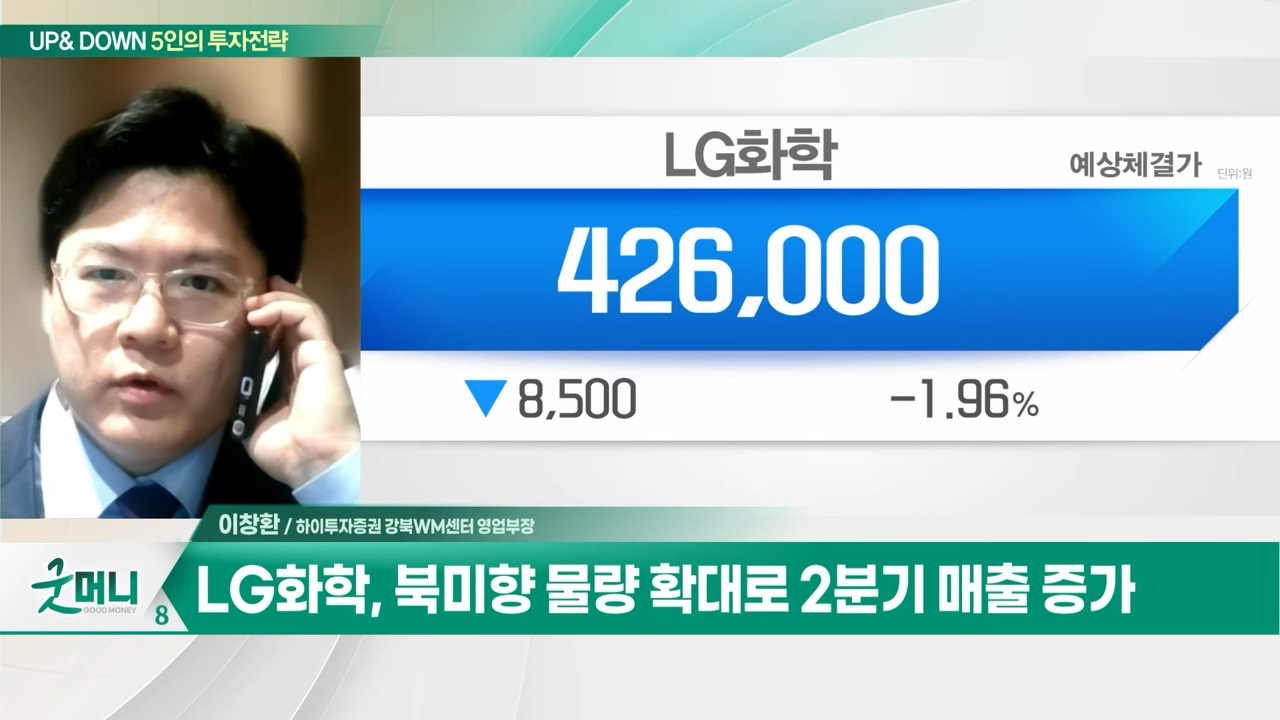 UP& DOWN 5인의 투자전략
LG화학
예상체결가
단위:원
426,000
▼ 8,500
-1.96%
이창환 / 하이투자증권 강북WM센터 영업부장
굿머니
GOOD MONEY
8
LG화학, 북미향 물량 확대로 2분기 매출 증가